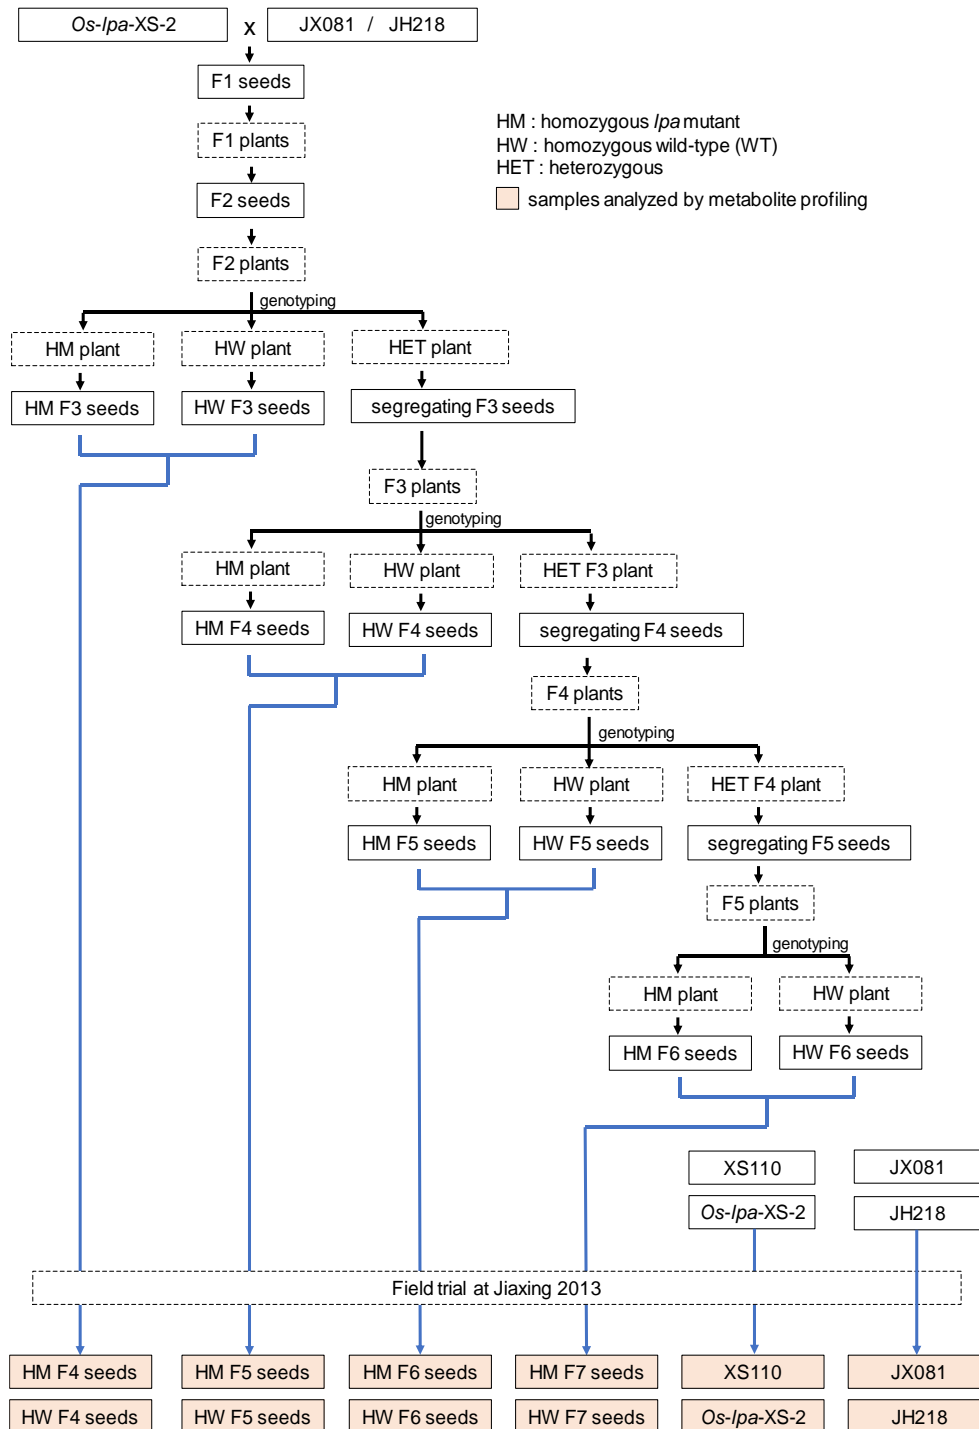 Os-lpa-XS-2 x JX081 / JH218
F1 seeds
F1 plants
F2 seeds
F2 plants
HM : homozygous lpa mutant
HW : homozygous wild-type (WT)
HET : heterozygous
samples analyzed by metabolite profiling
genotyping
HM plant HW plant HET plant
HM F3 seeds HW F3 seeds segregating F3 seeds
F3 plants
genotyping
HM plant HW plant HET F3 plant
HM F4 seeds HW F4 seeds segregating F4 seeds
F4 plants
genotyping
HM plant HW plant HET F4 plant
HM F5 seeds HW F5 seeds segregating F5 seeds
F5 plants
genotyping
HM plant HW plant
HM F6 seeds HW F6 seeds
XS110 JX081
Os-lpa-XS-2 JH218
Field trial at Jiaxing 2013
HM F4 seeds HM F5 seeds HM F6 seeds HM F7 seeds XS110 JX081
HW F4 seeds HW F5 seeds HW F6 seeds HW F7 seeds Os-lpa-XS-2 JH218